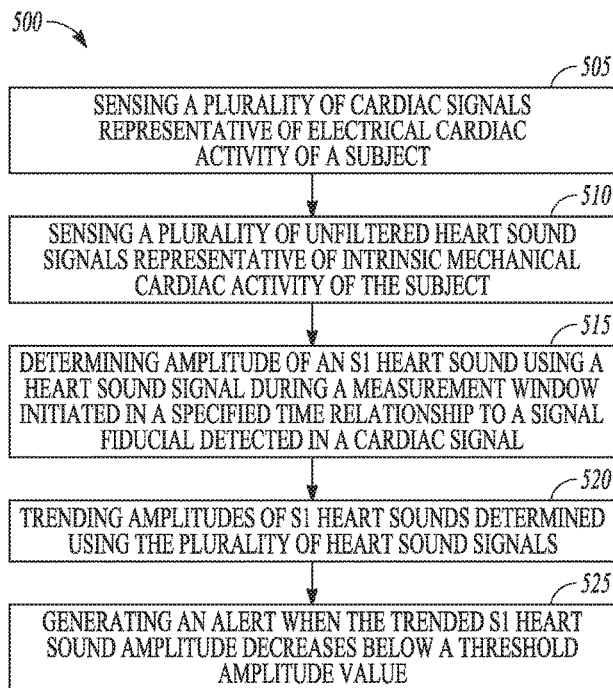 500
505
SENSING A PLURALITY OF CARDIAC SIGNALS
REPRESENTATIVE OF ELECTRICAL CARDIAC
ACTIVITY OF A SUBJECT
510
SENSING A PLURALITY OF UNFILTERED HEART SOUND
SIGNALS REPRESENTATIVE OF INTRINSIC MECHANICAL
CARDIAC ACTIVITY OF THE SUBJECT
515
DETERMINING AMPLITUDE OF AN S1 HEART SOUND USING A
HEART SOUND SIGNAL DURING A MEASUREMENT WINDOW
INITIATED IN A SPECIFIED TIME RELATIONSHIP TO A SIGNAL
FIDUCIAL DETECTED IN A CARDIAC SIGNAL
520
TRENDING AMPLITUDES OF S1 HEART SOUNDS DETERMINED
USING THE PLURALITY OF HEART SOUND SIGNALS.
525
GENERATING AN ALERT WHEN THE TRENDED S1 HEART
SOUND AMPLITUDE DECREASES BELOW A THRESHOLD
AMPLITUDE VALUE